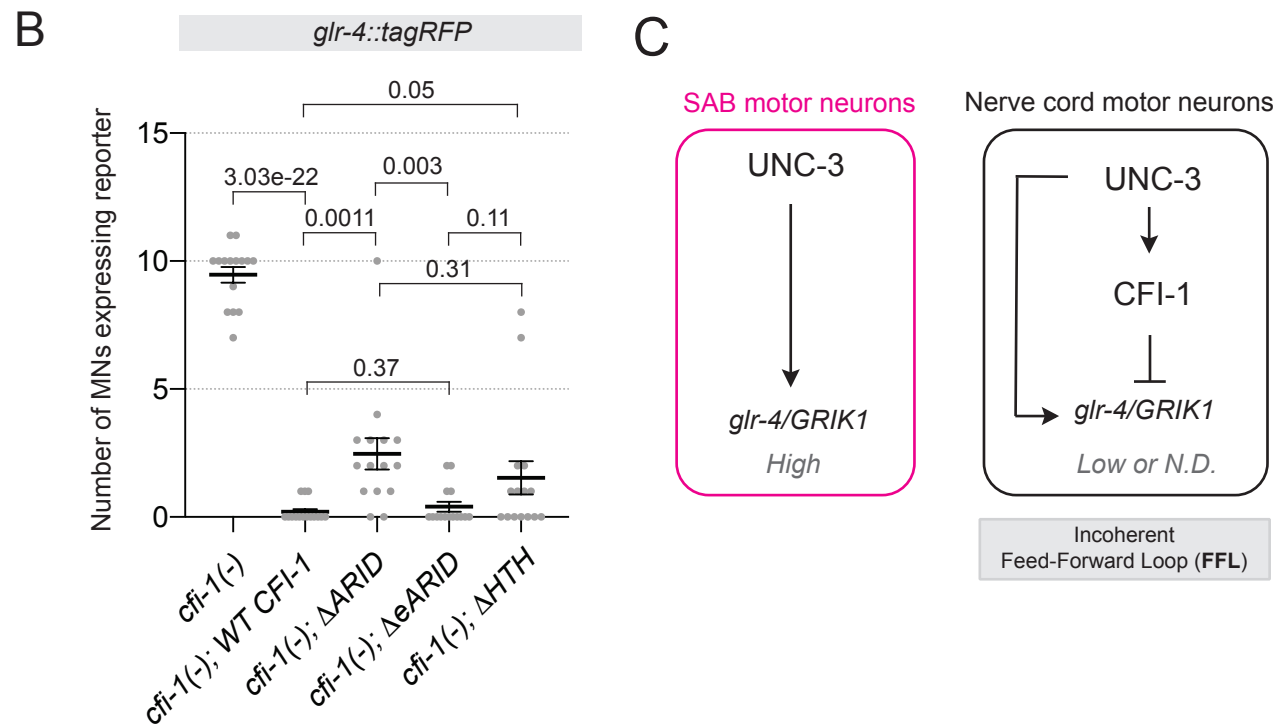 B
glr-4::tagRFP
Number of MNs expressing reporter
15
10
5
0
0.05
3.03e-22
0.003
0.0011
0.11
0.31
0.37
cfi-1(-)
cfi-1(-); WT CFI-1
cfi-1(-); ΔARID
cfi-1(-); ΔeARID
cfi-1(-); ΔHTH
C
SAB motor neurons
UNC-3
glr-4/GRIK1
High
Nerve cord motor neurons
UNC-3
CFI-1
glr-4/GRIK1
Low or N.D.
Incoherent
Feed-Forward Loop (FFL)